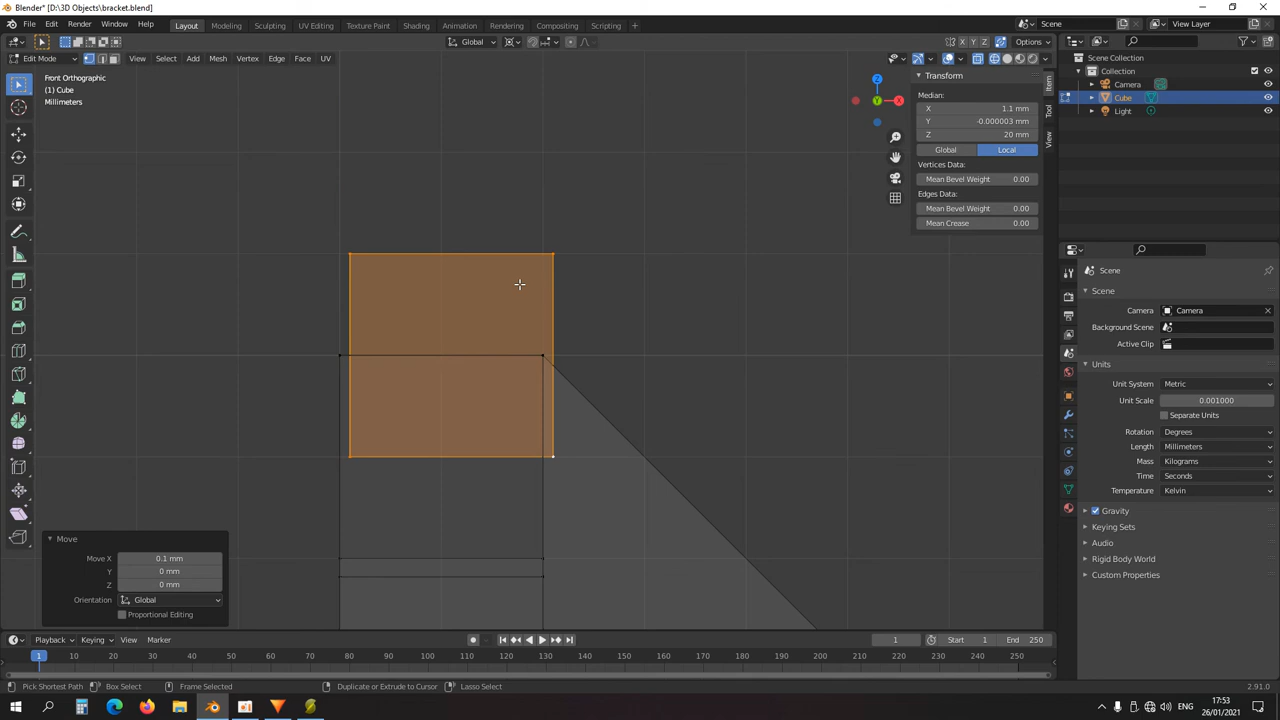 Blender* [D:\3D Objects\bracket.blend]
File Edit Render Window Help Layout Modeling Sculpting UV Editing Texture Paint Shading Animation Rendering Compositing Scripting Scene View Layer
Global X Y Z Options
Edit Mode View Select Add Mesh Vertex Edge Face UV
Front Orthographic
(1) Cube
Millimeters
Z
Y
X
Transform
Median:
X 1.1 mm
Y -0.000003 mm
Z 20 mm
Global Local
Vertices Data:
Mean Bevel Weight 0.00
Edges Data:
Mean Bevel Weight 0.00
Mean Crease 0.00
Item
Tool
View
Scene Collection
Collection
Camera
Cube
Light
Scene
Scene
Camera Camera
Background Scene
Active Clip
Units
Unit System Metric
Unit Scale 0.001000
Separate Units
Rotation Degrees
Length Millimeters
Mass Kilograms
Time Seconds
Temperature Kelvin
Gravity
Keying Sets
Audio
Rigid Body World
Custom Properties
Move
Move X 0.1 mm
Y 0 mm
Z 0 mm
Orientation Global
Proportional Editing
Playback Keying View Marker 1 Start 1 End 250
1 10 20 30 40 50 60 70 80 90 100 110 120 130 140 150 160 170 180 190 200 210 220 230 240 250
Pick Shortest Path Box Select Frame Selected Duplicate or Extrude to Cursor Lasso Select 2.91.0
ENG
17:53
26/01/2021